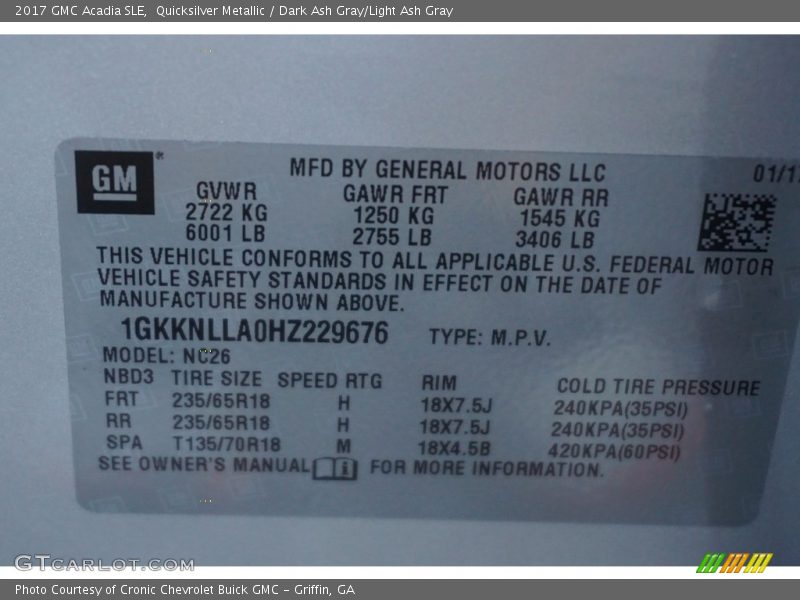 2017 GMC Acadia SLE,  Quicksilver Metallic / Dark Ash Gray/Light Ash Gray
GM®
MFD BY GENERAL MOTORS LLC 01/1
GVWR GAWR FRT GAWR RR
2722 KG 1250 KG 1545 KG
6001 LB 2755 LB 3406 LB
THIS VEHICLE CONFORMS TO ALL APPLICABLE U.S. FEDERAL MOTOR
VEHICLE SAFETY STANDARDS IN EFFECT ON THE DATE OF
MANUFACTURE SHOWN ABOVE.
1GKKNLLA0HZ229676 TYPE: M.P.V.
MODEL: NC26
NBD3 TIRE SIZE SPEED RTG RIM COLD TIRE PRESSURE
FRT 235/65R18 H 18X7.5J 240KPA(35PSI)
RR 235/65R18 H 18X7.5J 240KPA(35PSI)
SPA T135/70R18 M 18X4.5B 420KPA(60PSI)
SEE OWNER'S MANUAL i FOR MORE INFORMATION.
GTCARLOT.COM
Photo Courtesy of Cronic Chevrolet Buick GMC - Griffin, GA